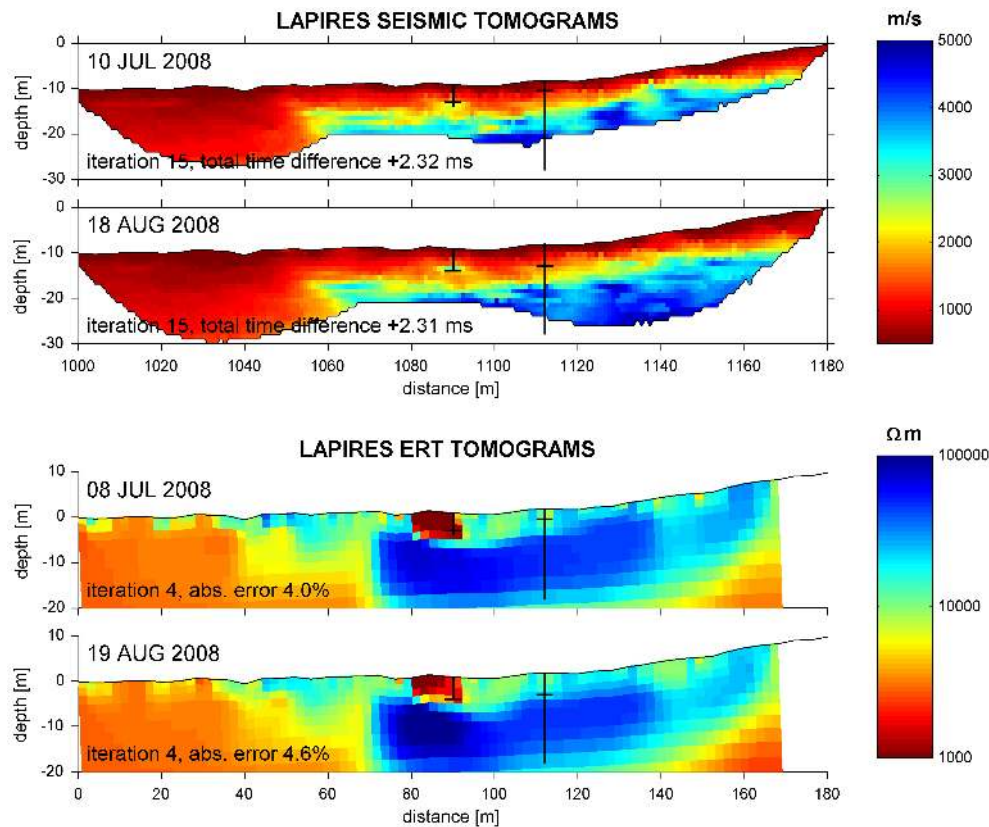 LAPIRES SEISMIC TOMOGRAMS
m/s
10 JUL 2008
0
-10
-20
-30
depth [m]
iteration 15, total time difference +2.32 ms
18 AUG 2008
0
-10
-20
-30
depth [m]
iteration 15, total time difference +2.31 ms
1000 1020 1040 1060 1080 1100 1120 1140 1160 1180
distance [m]
5000
4000
3000
2000
1000
LAPIRES ERT TOMOGRAMS
Ωm
08 JUL 2008
10
0
-10
-20
depth [m]
iteration 4, abs. error 4.0%
19 AUG 2008
10
0
-10
-20
depth [m]
iteration 4, abs. error 4.6%
0 20 40 60 80 100 120 140 160 180
distance [m]
100000
10000
1000